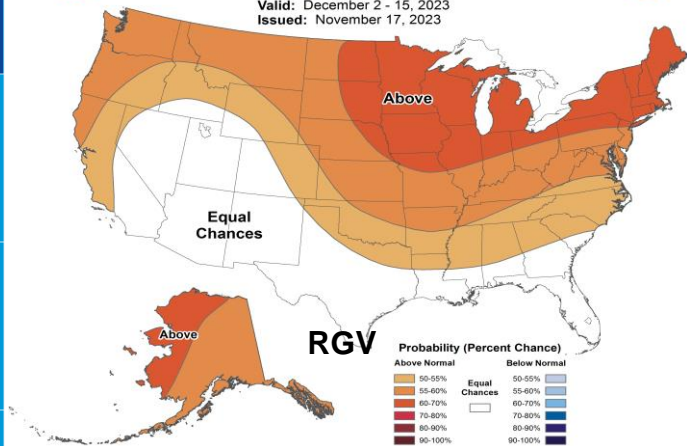 Valid: December 2 - 15, 2023
Issued: November 17, 2023
Above
Equal
Chances
Above
RGV
Probability (Percent Chance)
Above Normal
Below Normal
50-55%
55-60%
60-70%
70-80%
80-90%
90-100%
Equal
Chances
50-55%
55-60%
60-70%
70-80%
80-90%
90-100%